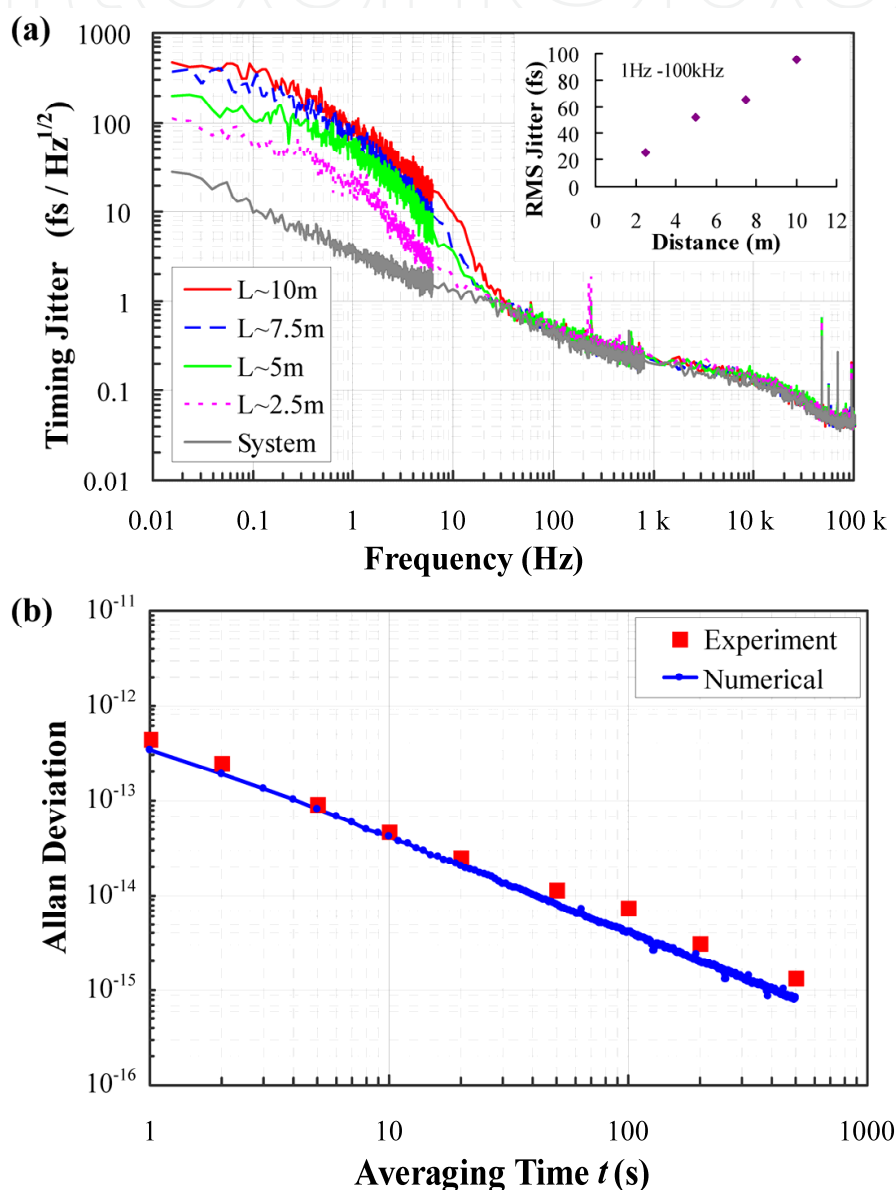 (a)
Timing Jitter (fs / Hz^1/2)
1000
100
10
1
0.1
0.01
0.01 0.1 1 10 100 1 k 10 k 100 k
Frequency (Hz)
L~10m
L~7.5m
L~5m
L~2.5m
System
RMS Jitter (fs)
100
80
60
40
20
0
1Hz -100kHz
0 2 4 6 8 10 12
Distance (m)
(b)
Allan Deviation
10^-11
10^-12
10^-13
10^-14
10^-15
10^-16
Experiment
Numerical
1 10 100 1000
Averaging Time t (s)